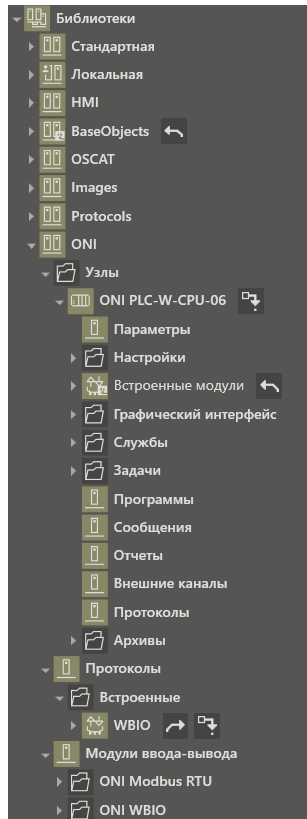 Библиотеки
Стандартная
Локальная
HMI
BaseObjects
OSCAT
Images
Protocols
ONI
Узлы
ONI PLC-W-CPU-06
Параметры
Настройки
Встроенные модули
Графический интерфейс
Службы
Задачи
Программы
Сообщения
Отчеты
Внешние каналы
Протоколы
Архивы
Протоколы
Встроенные
WBIO
Модули ввода-вывода
ONI Modbus RTU
ONI WBIO